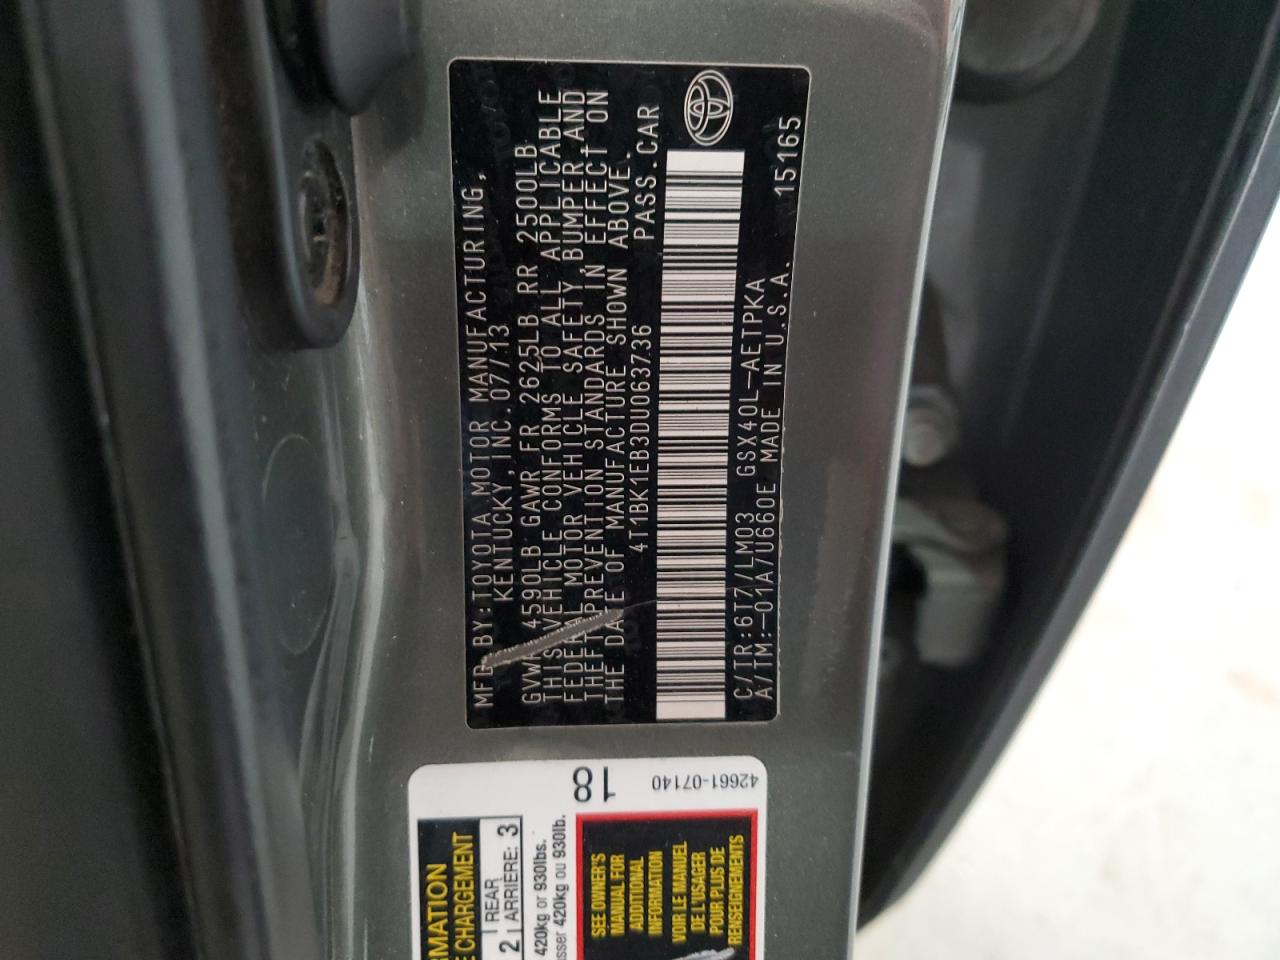 MFD BY:TOYOTA MOTOR MANUFACTURING,
KENTUCKY, INC. 07/13
4590LB GAWR FR 2625LB RR 2500LB
THIS VEHICLE CONFORMS TO ALL APPLICABLE
FEDERAL MOTOR VEHICLE SAFETY,BUMPER,AND
THEFT PREVENTION STANDARDS IN EFFECT ON
THE DATE OF MANUFACTURE SHOWN ABOVE.
4T1BK1EB3DU063736 PASS.CAR
C/TR:6T7/LM03 GSX40L-AETPKA
A/TM:-01A/U660E MADE IN U.S.A. 15165
42661-07140
18
CHARGEMENT
2 REAR
ARRIÈRE: 3
420kg or 930lbs.
420kg ou 930lb.
SEE OWNER'S
MANUAL FOR
ADDITIONAL
INFORMATION
VOIR LE MANUEL
DE L'USAGER
POUR PLUS DE
RENSEIGNEMENTS